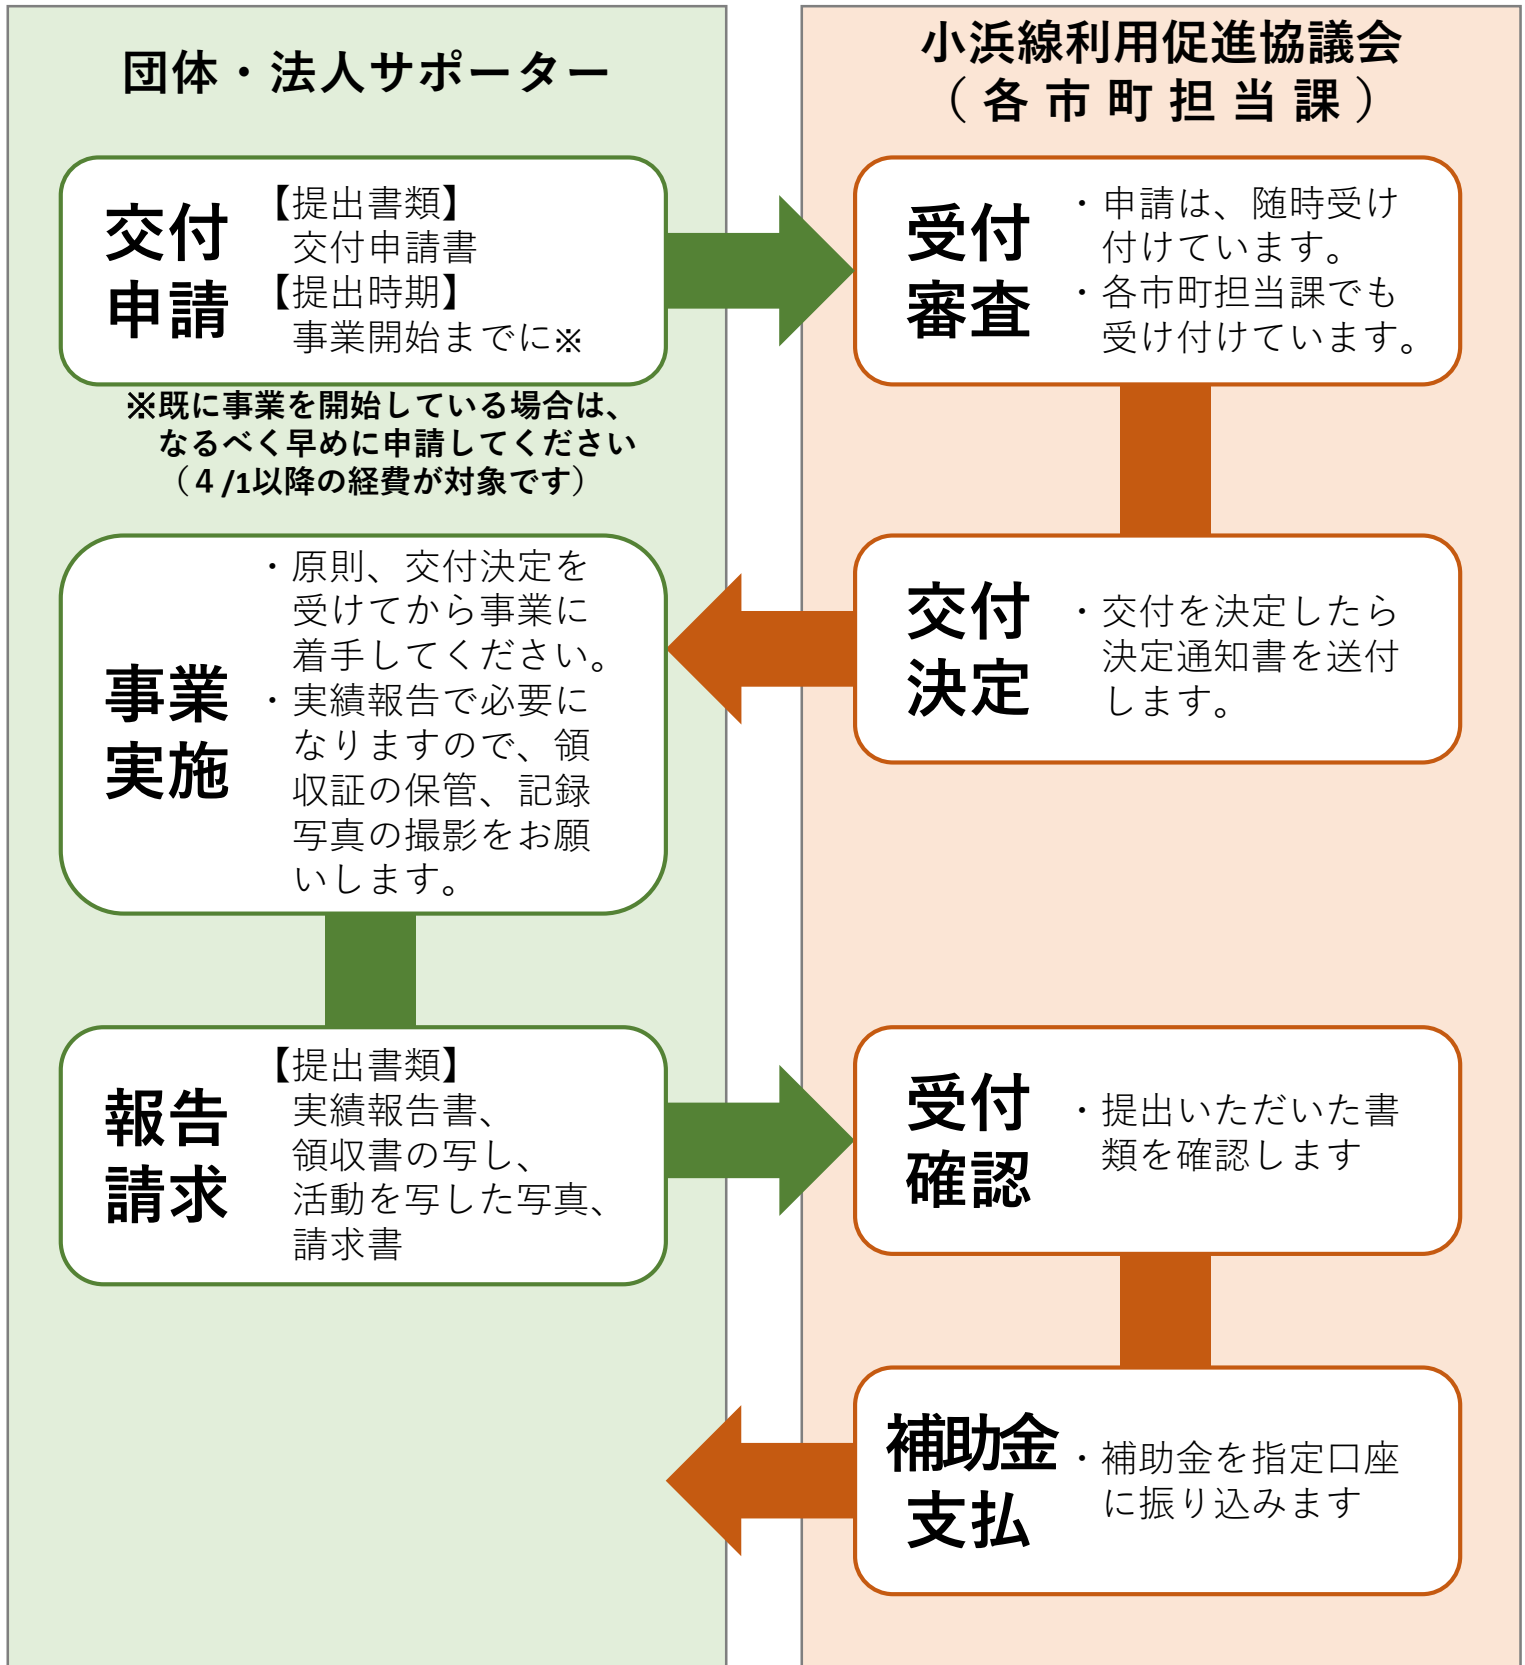 団体・法人サポーター
小浜線利用促進協議会
（各市町担当課）
交付
申請
【提出書類】
交付申請書
【提出時期】
事業開始までに※
受付
審査
・申請は、随時受け
付けています。
・各市町担当課でも
受け付けています。
※既に事業を開始している場合は、
なるべく早めに申請してください
（４/1以降の経費が対象です）
交付
決定
・交付を決定したら
決定通知書を送付
します。
事業
実施
・原則、交付決定を
受けてから事業に
着手してください。
・実績報告で必要に
なりますので、領
収証の保管、記録
写真の撮影をお願
いします。
報告
請求
【提出書類】
実績報告書、
領収書の写し、
活動を写した写真、
請求書
受付
確認
・提出いただいた書
類を確認します
補助金
支払
・補助金を指定口座
に振り込みます